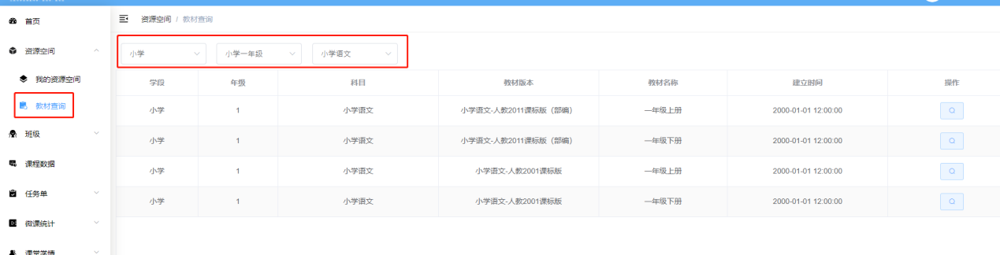 首页
资源空间 / 教材查询
资源空间
小学 小学一年级 小学语文
我的资源空间
教材查询
班级
课程数据
任务单
微课统计
课堂学情
学段 年级 科目 教材版本 教材名称 建立时间 操作
小学 1 小学语文 小学语文-人教2011课标版（部编） 一年级上册 2000-01-01 12:00:00
小学 1 小学语文 小学语文-人教2011课标版（部编） 一年级下册 2000-01-01 12:00:00
小学 1 小学语文 小学语文-人教2001课标版 一年级上册 2000-01-01 12:00:00
小学 1 小学语文 小学语文-人教2001课标版 一年级下册 2000-01-01 12:00:00